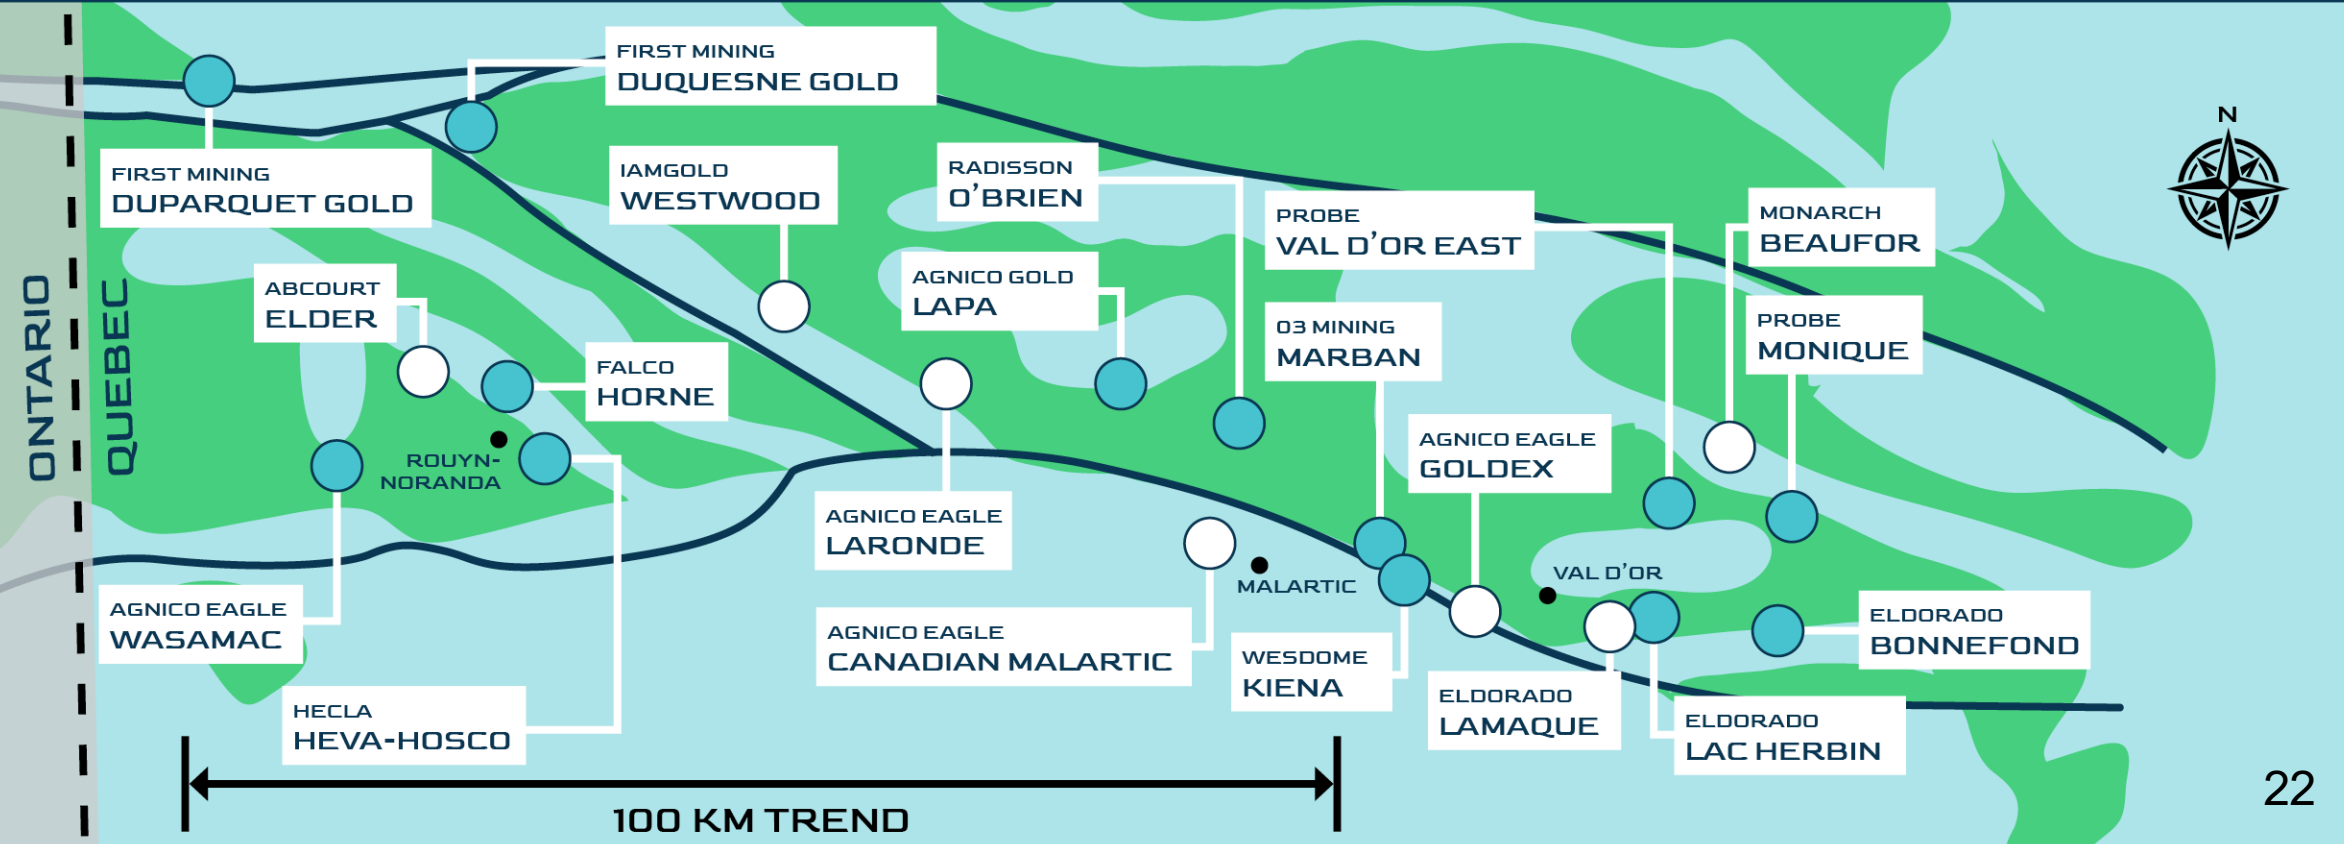 FIRST MINING
DUQUESNE GOLD
N
FIRST MINING
DUPARQUET GOLD
IAMGOLD
WESTWOOD
RADISSON
O'BRIEN
PROBE
VAL D'OR EAST
MONARCH
BEAUFOR
ABCOURT
ELDER
AGNICO GOLD
LAPA
03 MINING
MARBAN
PROBE
MONIQUE
ONTARIO
QUEBEC
FALCO
HORNE
ROUYN-
NORANDA
AGNICO EAGLE
GOLDEX
AGNICO EAGLE
LARONDE
MALARTIC
VAL D'OR
AGNICO EAGLE
WASAMAC
AGNICO EAGLE
CANADIAN MALARTIC
WESDOME
KIENA
ELDORADO
BONNEFOND
HECLA
HEVA-HOSCO
ELDORADO
LAMAQUE
ELDORADO
LAC HERBIN
100 KM TREND
22